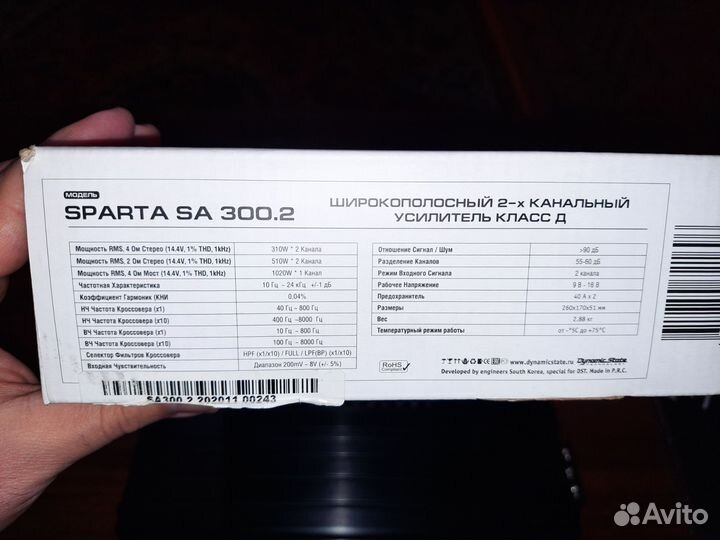 МОДЕЛЬ
SPARTA SA 300.2
ШИРОКОПОЛОСНЫЙ 2-х КАНАЛЬНЫЙ
УСИЛИТЕЛЬ КЛАСС Д
Мощность RMS, 4 Ом Стерео (14.4V, 1% THD, 1kHz) 310W * 2 Канала
Мощность RMS, 2 Ом Стерео (14.4V, 1% THD, 1kHz) 510W * 2 Канала
Мощность RMS, 4 Ом Мост (14.4V, 1% THD, 1kHz) 1020W * 1 Канал
Частотная Характеристика 10 Гц ~ 24 кГц +/-1 дБ
Коэффициент Гармоник (КНИ 0,04%
НЧ Частота Кроссовера (x1) 40 Гц ~ 800 Гц
НЧ Частота Кроссовера (x10) 400 Гц ~8000 Гц
ВЧ Частота Кроссовера (x1) 10 Гц ~ 800 Гц
ВЧ Частота Кроссовера (x10) 100 Гц ~ 8000 Гц
Селектор Фильтров Кроссовера HPF (x1/x10) / FULL / LPF(BP) (x1/x10)
Входная Чувствительность Диапазон 200mV ~ 8V (+/- 5%)
Отношение Сигнал / Шум >90 дБ
Разделение Каналов 55-60 дБ
Режим Входного Сигнала 2 канала
Рабочее Напряжение 9 В - 16 В
Предохранитель 40 А x 2
Размеры 260x170x51 мм
Вес 2.88 кг
Температурный режим работы от -°5C до +75°C
RoHS
Compliant
www.dynamicstate.ru
Dynamic State
Developed by engineers South Korea, special for DST. Made in P.R.C.
SA300.2 202011 00243
Avito